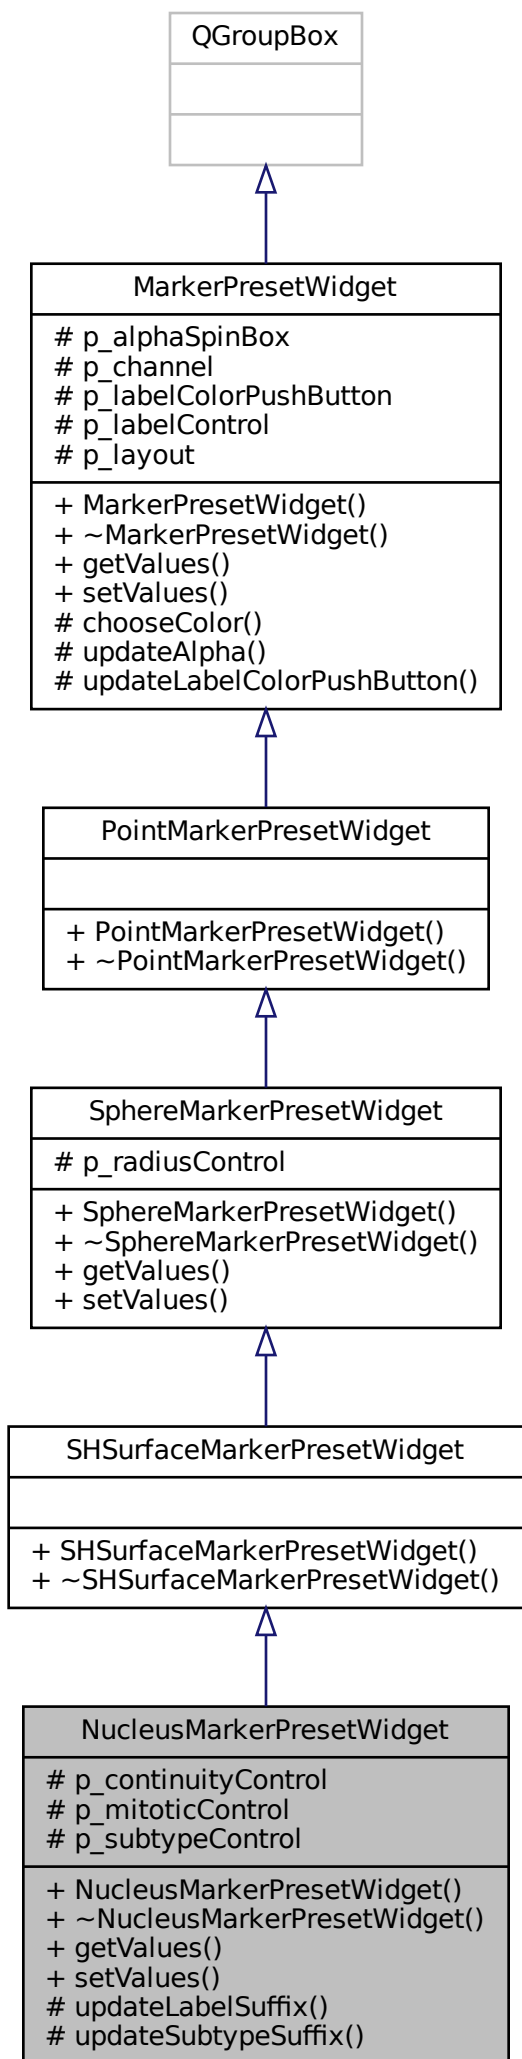 QGroupBox
MarkerPresetWidget
# p_alphaSpinBox
# p_channel
# p_labelColorPushButton
# p_labelControl
# p_layout
+ MarkerPresetWidget()
+ ~MarkerPresetWidget()
+ getValues()
+ setValues()
# chooseColor()
# updateAlpha()
# updateLabelColorPushButton()
PointMarkerPresetWidget
+ PointMarkerPresetWidget()
+ ~PointMarkerPresetWidget()
SphereMarkerPresetWidget
# p_radiusControl
+ SphereMarkerPresetWidget()
+ ~SphereMarkerPresetWidget()
+ getValues()
+ setValues()
SHSurfaceMarkerPresetWidget
+ SHSurfaceMarkerPresetWidget()
+ ~SHSurfaceMarkerPresetWidget()
NucleusMarkerPresetWidget
# p_continuityControl
# p_mitoticControl
# p_subtypeControl
+ NucleusMarkerPresetWidget()
+ ~NucleusMarkerPresetWidget()
+ getValues()
+ setValues()
# updateLabelSuffix()
# updateSubtypeSuffix()